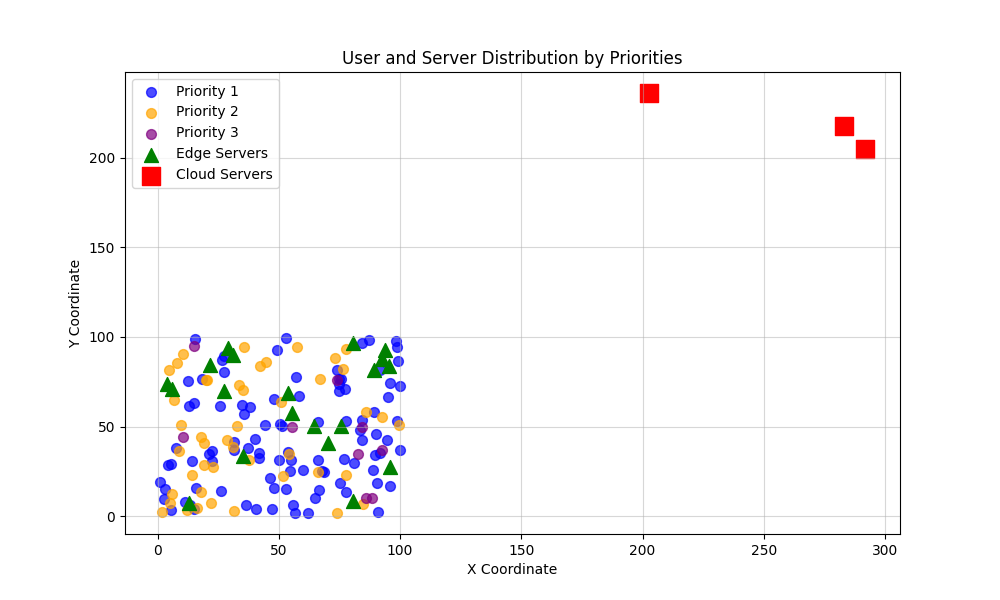 User and Server Distribution by Priorities
Priority 1
Priority 2
Priority 3
Edge Servers
Cloud Servers
Y Coordinate
200
150
100
50
0
0
50
100
150
200
250
300
X Coordinate